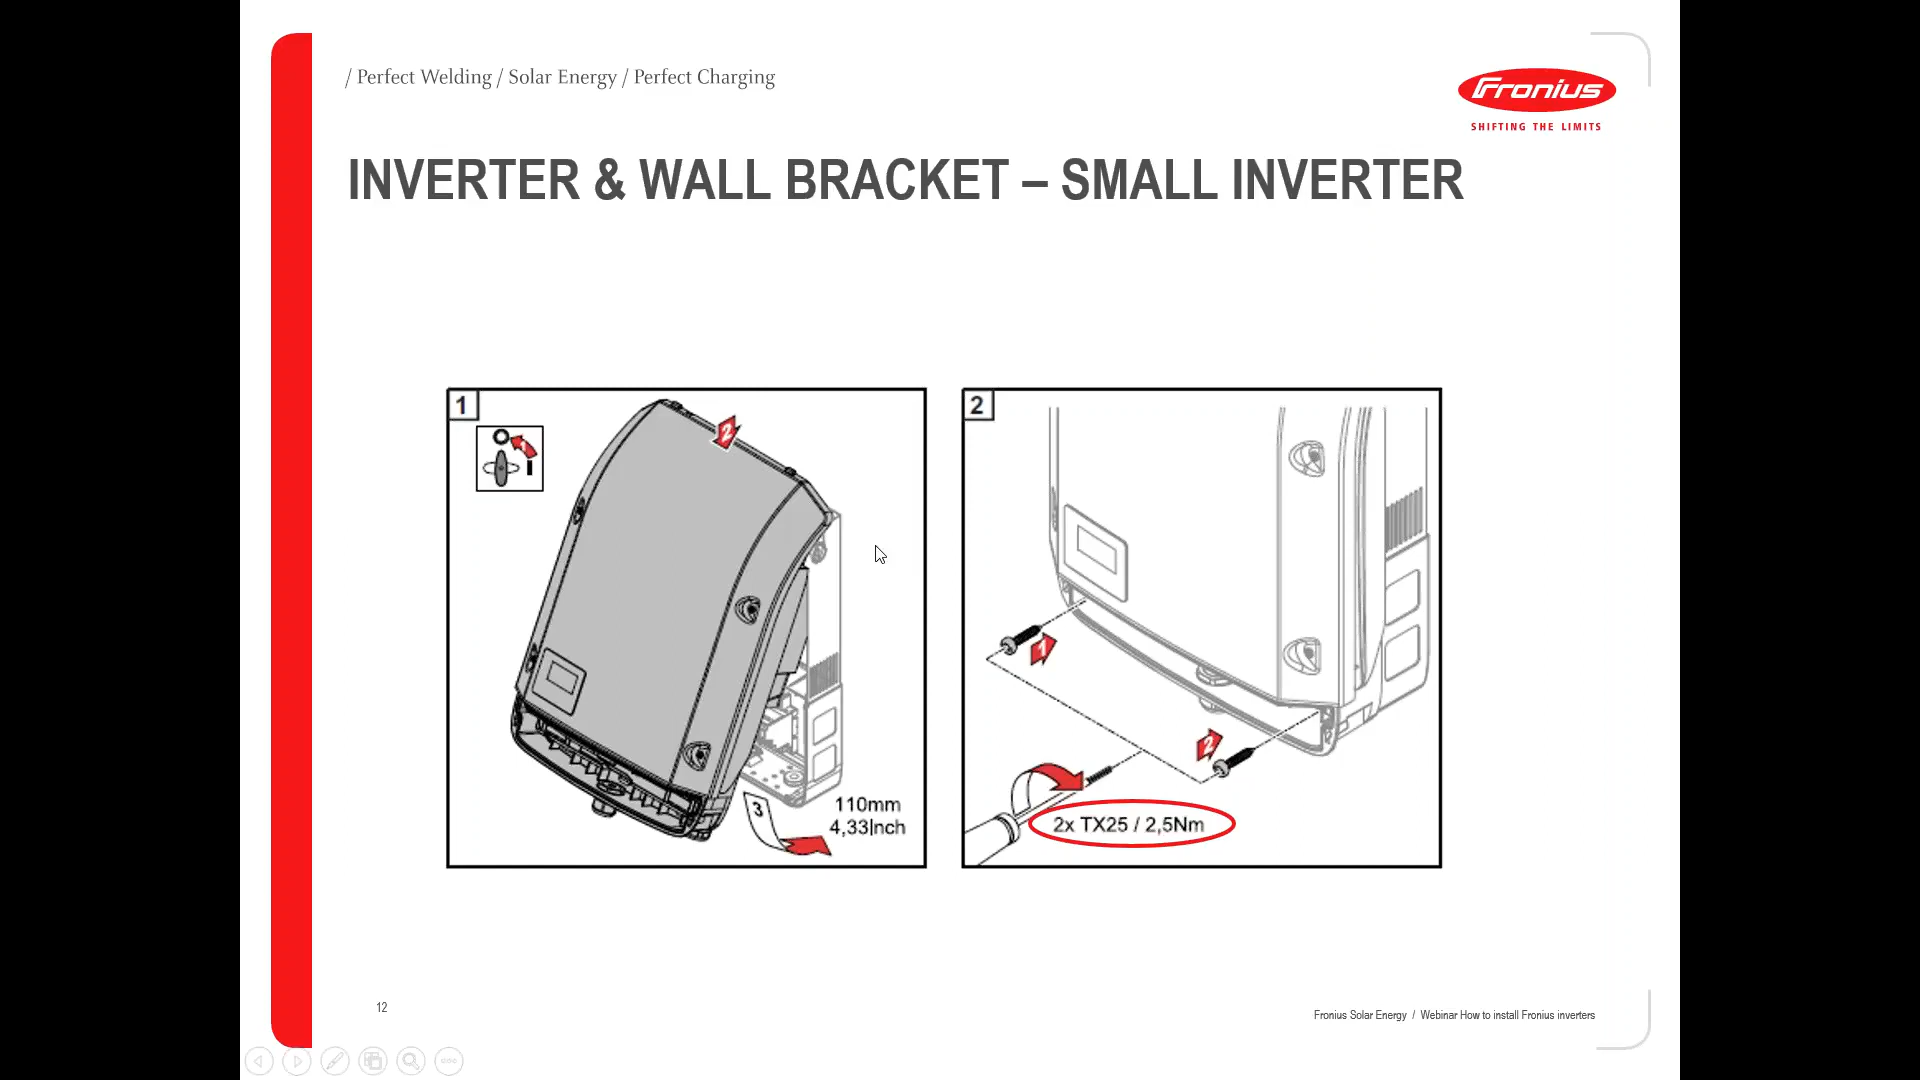 / Perfect Welding / Solar Energy / Perfect Charging
Fronius
SHIFTING THE LIMITS
INVERTER & WALL BRACKET – SMALL INVERTER
1
1
2
3
110mm
4,33Inch
2
1
2
2x TX25 / 2,5Nm
12
Fronius Solar Energy / Webinar How to install Fronius inverters